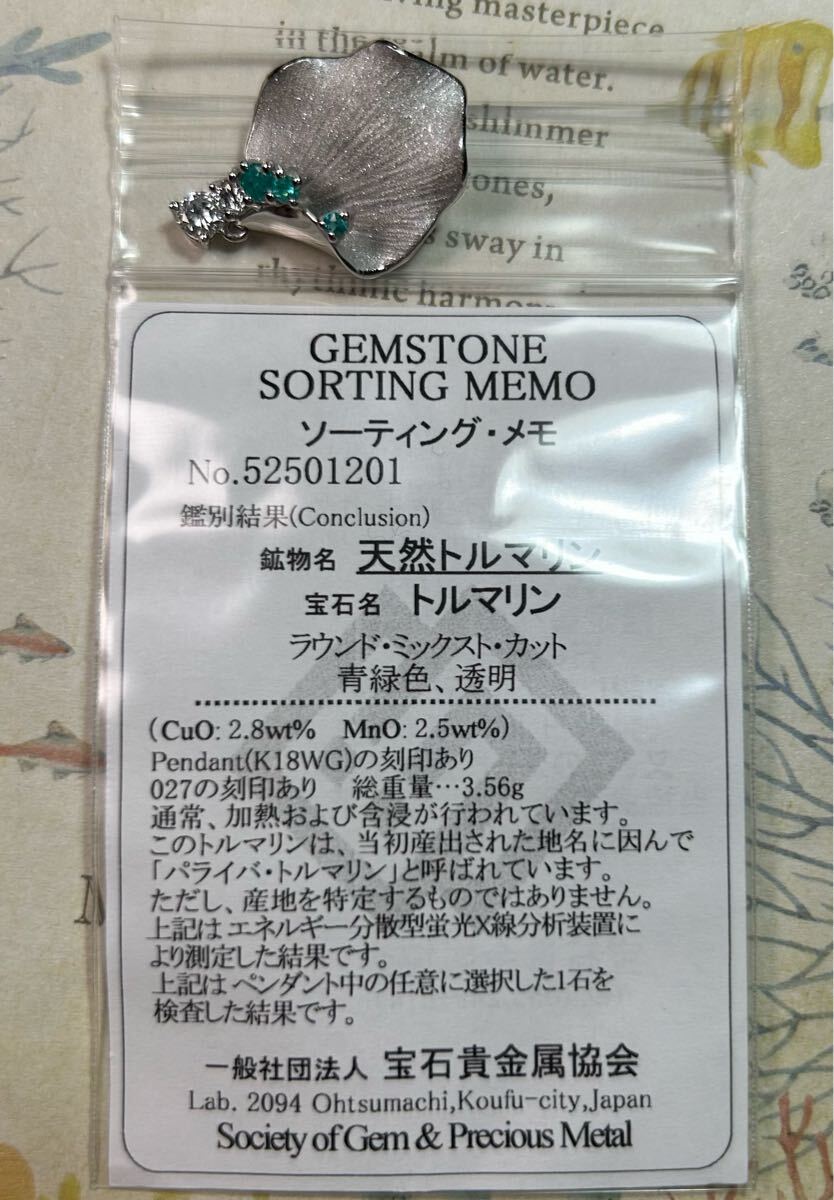 ving masterpiece
in the realm of water.
shimmer
ones,
s sway in
rhythmic harmony
GEMSTONE
SORTING MEMO
ソーティング・メモ
No.52501201
鑑別結果(Conclusion)
鉱物名 天然トルマリン
宝石名 トルマリン
ラウンド・ミックスト・カット
青緑色、透明
(CuO: 2.8wt% MnO: 2.5wt%)
Pendant(K18WG)の刻印あり
027の刻印あり 総重量…3.56g
通常、加熱および含浸が行われています。
このトルマリンは、当初産出された地名に因んで
「パライバ・トルマリン」と呼ばれています。
ただし、産地を特定するものではありません。
上記は エネルギー分散型蛍光X線分析装置に
より測定した結果です。
上記は ペンダント中の任意に選択した1石を
検査した結果です。
一般社団法人 宝石貴金属協会
Lab. 2094 Ohtsumachi,Koufu-city,Japan
Society of Gem & Precious Metal